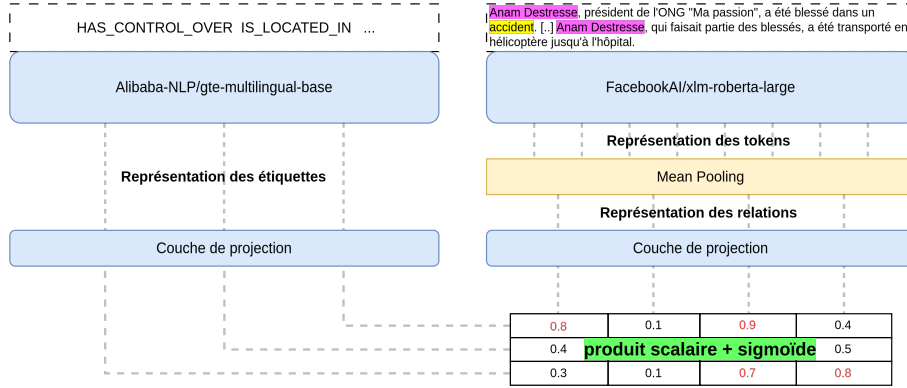 HAS_CONTROL_OVER IS_LOCATED_IN ...
Anam Destresse, président de l'ONG "Ma passion", a été blessé dans un
accident. [..] Anam Destresse, qui faisait partie des blessés, a été transporté en
hélicoptère jusqu'à l'hôpital.
Alibaba-NLP/gte-multilingual-base
FacebookAI/xlm-roberta-large
Représentation des tokens
Représentation des étiquettes
Mean Pooling
Représentation des relations
Couche de projection
Couche de projection
0.8 0.1 0.9 0.4
0.4 produit scalaire + sigmoïde 0.5
0.3 0.1 0.7 0.8